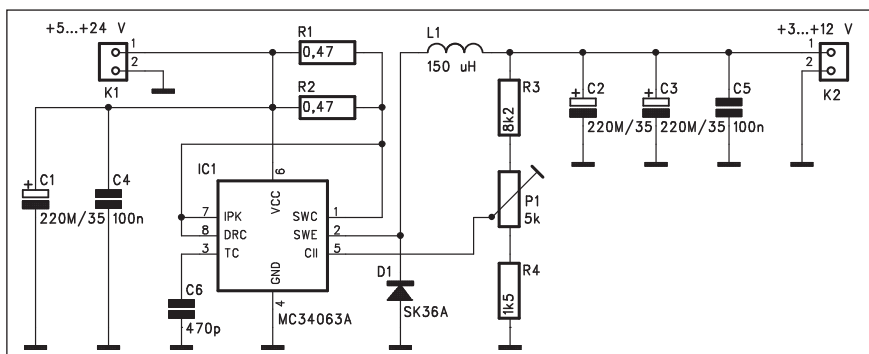 +5...+24 V
R1
L1
+3...+12 V
1
0,47
1
2
150 uH
2
K1
R2
R3
C2
C3
C5
K2
0,47
8k2
+
+
220M/35
220M/35
100n
IC1
6
VCC
+
C1
C4
7
IPK
SWC
1
P1
220M/35
100n
8
DRC
SWE
2
5k
3
TC
CII
5
GND
D1
R4
C6
4
SK36A
1k5
470p
MC34063A